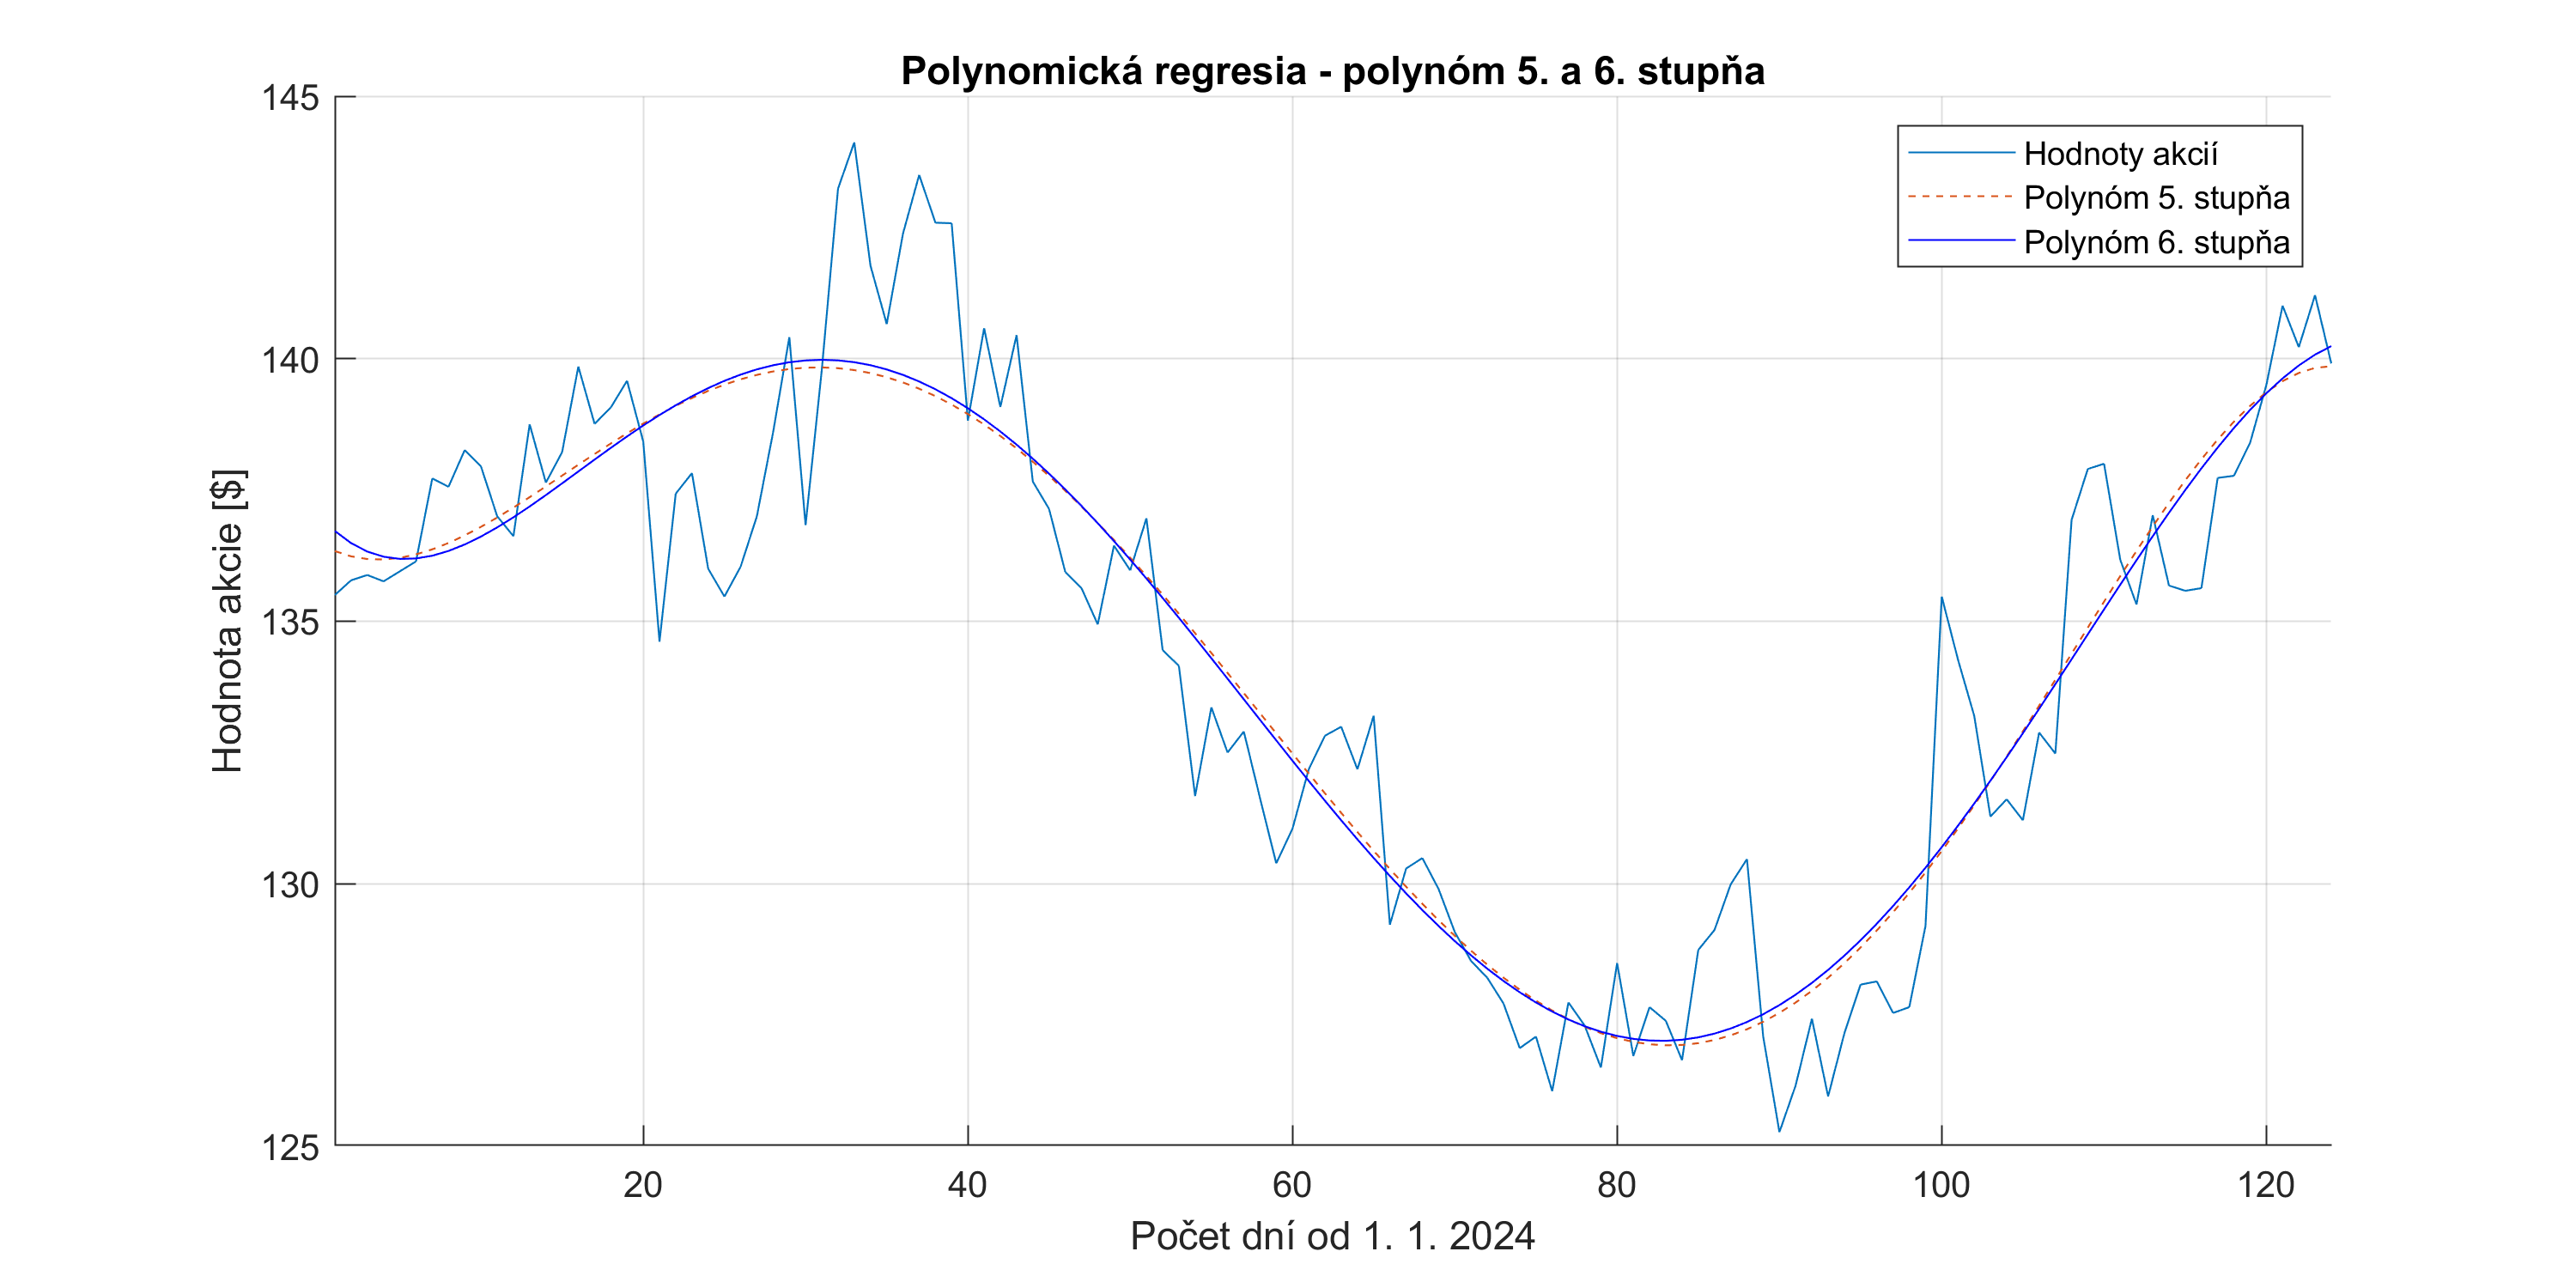 Polynomická regresia - polynóm 5. a 6. stupňa
145
140
135
130
125
Hodnota akcie [$]
Hodnoty akcií
Polynóm 5. stupňa
Polynóm 6. stupňa
20 40 60 80 100 120
Počet dní od 1. 1. 2024